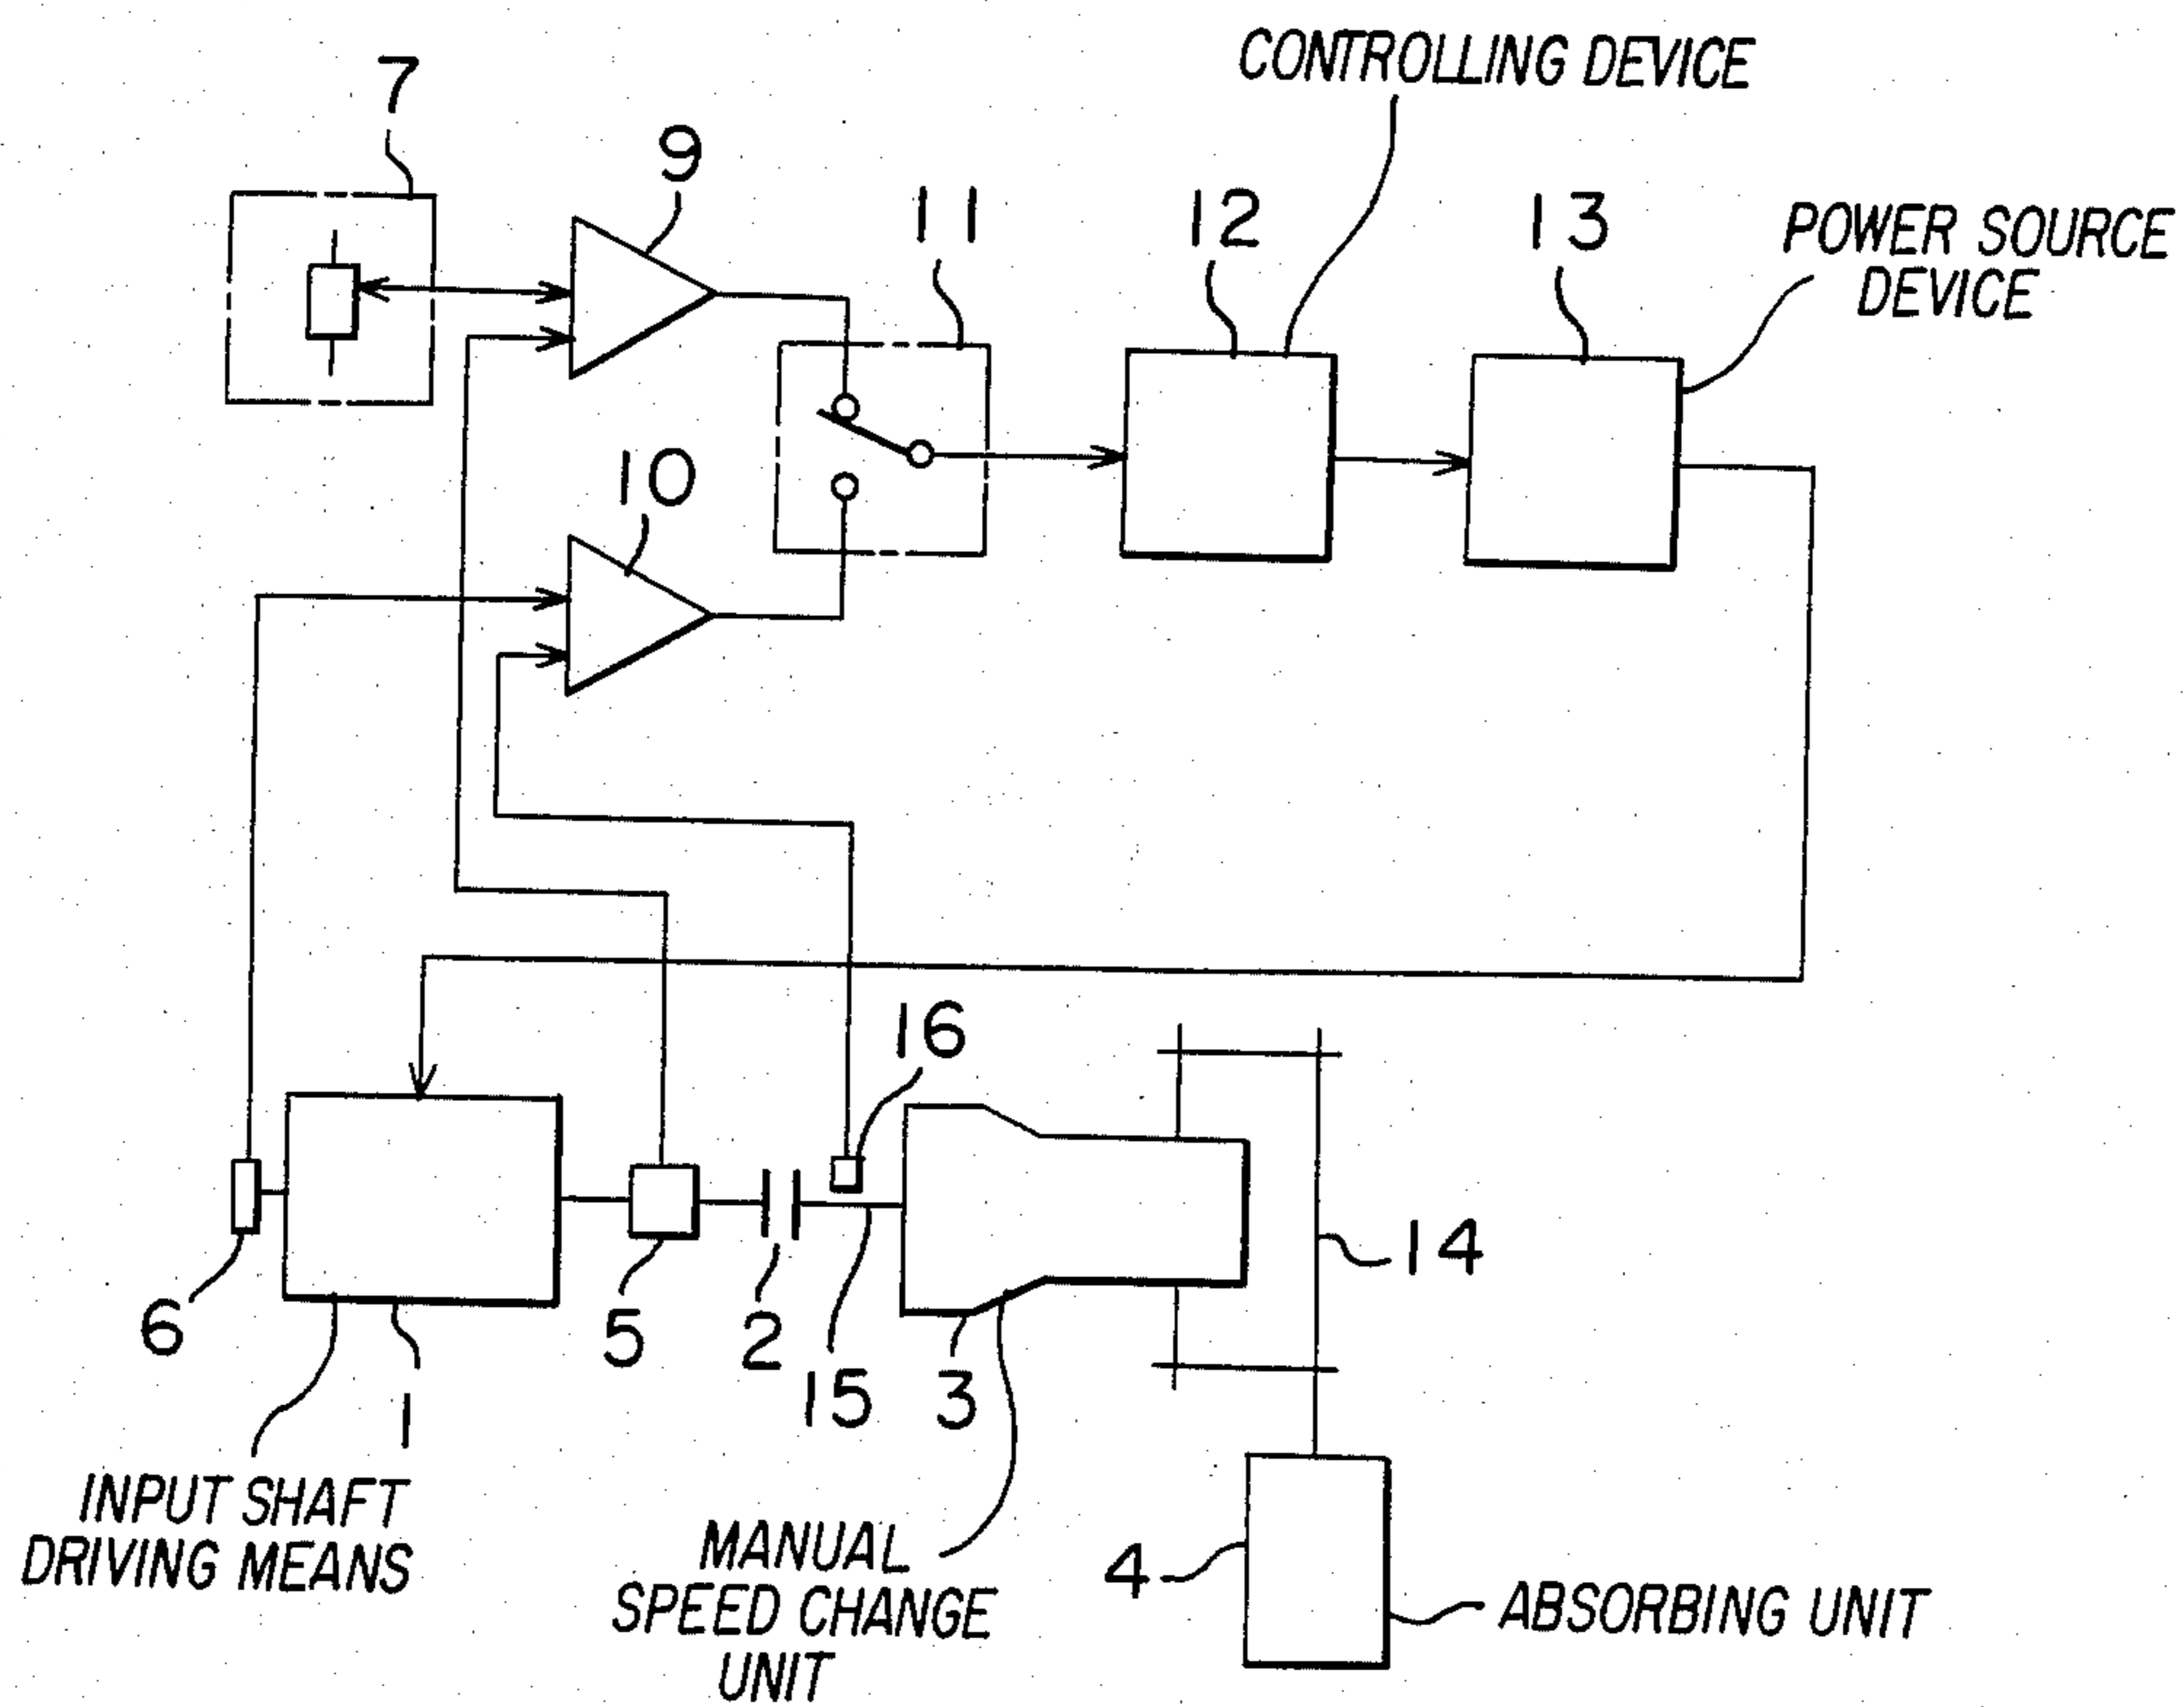 CONTROLLING DEVICE
7
9
11
12
13
POWER SOURCE
DEVICE
10
16
14
6
5
2
15
3
1
INPUT SHAFT
DRIVING MEANS
MANUAL
SPEED CHANGE
UNIT
4
ABSORBING UNIT